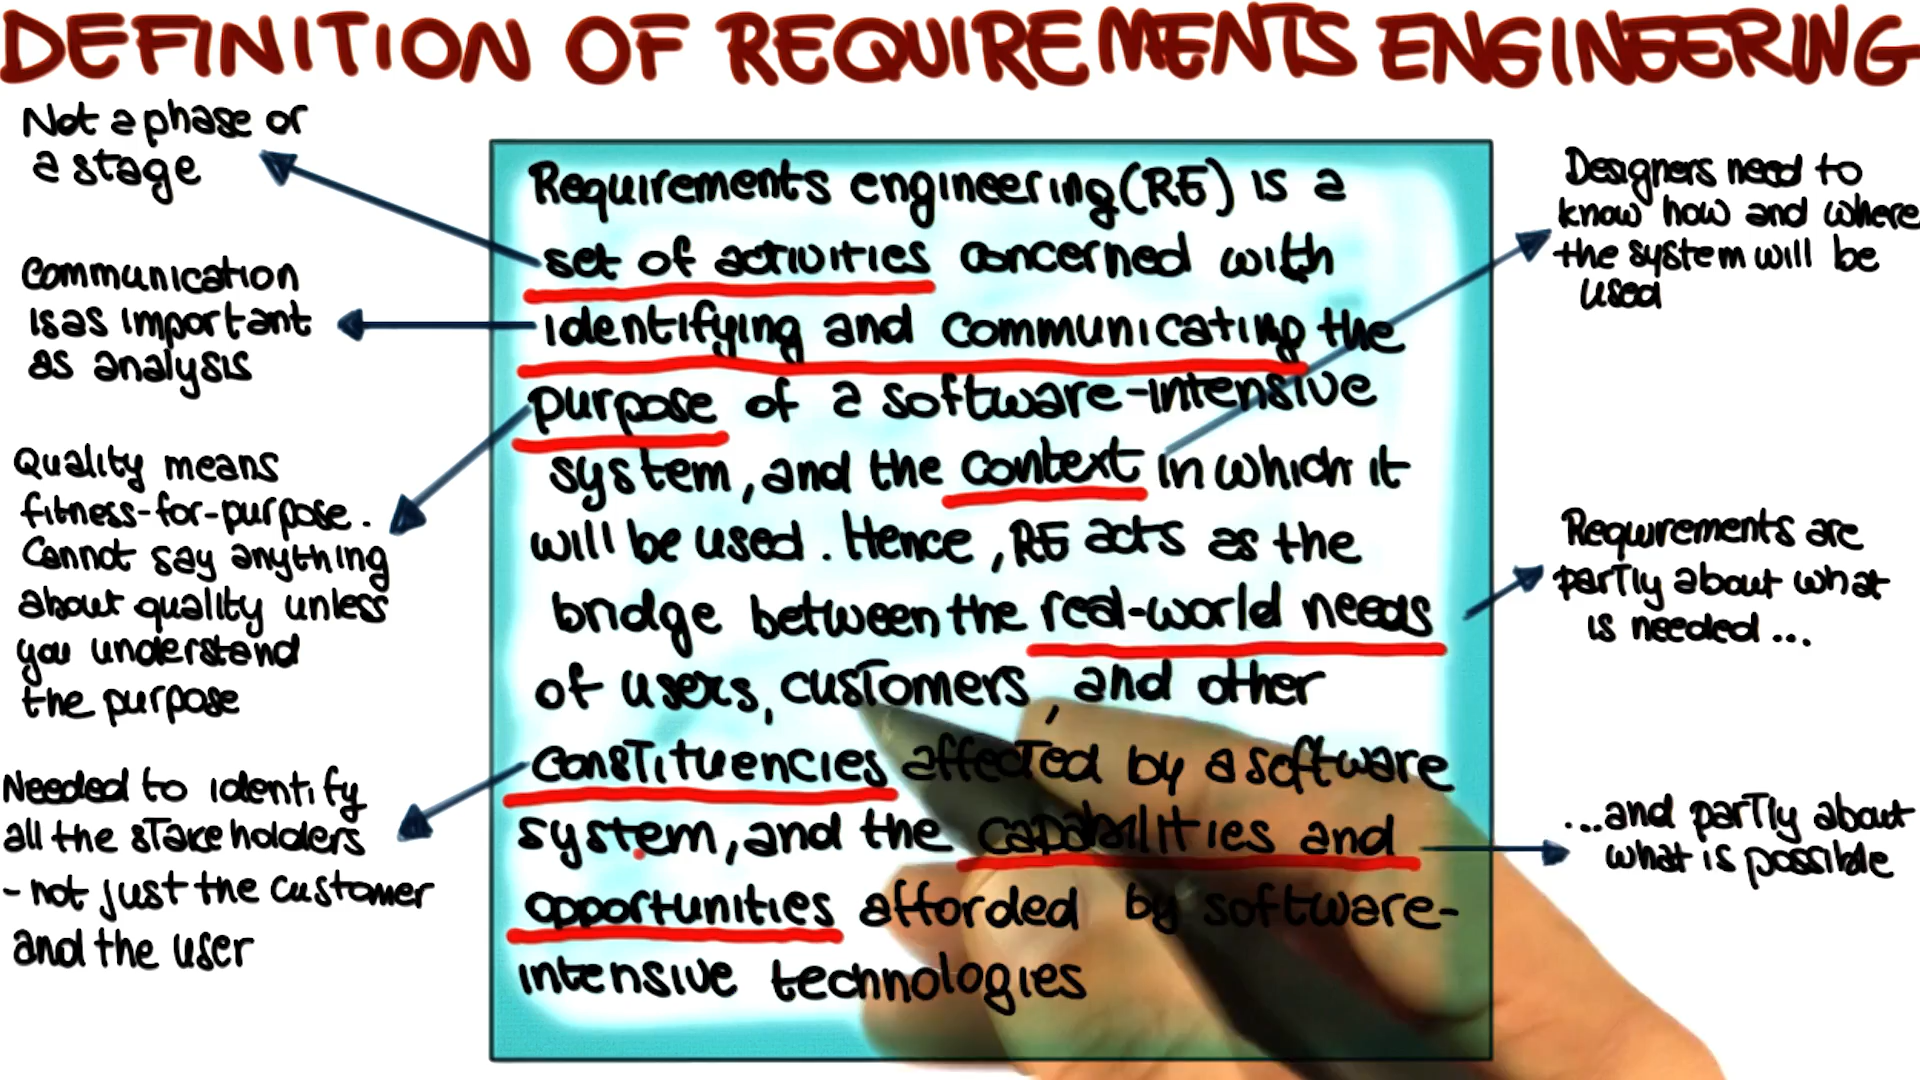 DEFINITION OF REQUIREMENTS ENGINEERING
Not a phase or
a stage
Communication
is as important
as analysis
Quality means
fitness-for-purpose.
Cannot say anything
about quality unless
you understand
the purpose
Needed to identify
all the stakeholders
- not just the customer
and the user
Requirements engineering (RE) is a
set of activities concerned with
identifying and communicating the
purpose of a software-intensive
system, and the context in which it
will be used. Hence, RE acts as the
bridge between the real-world needs
of users, customers, and other
constituencies affected by a software
system, and the capabilities and
opportunities afforded by software-
intensive technologies
Designers need to
know how and where
the system will be
used
Requirements are
partly about what
is needed ...
...and partly about
what is possible